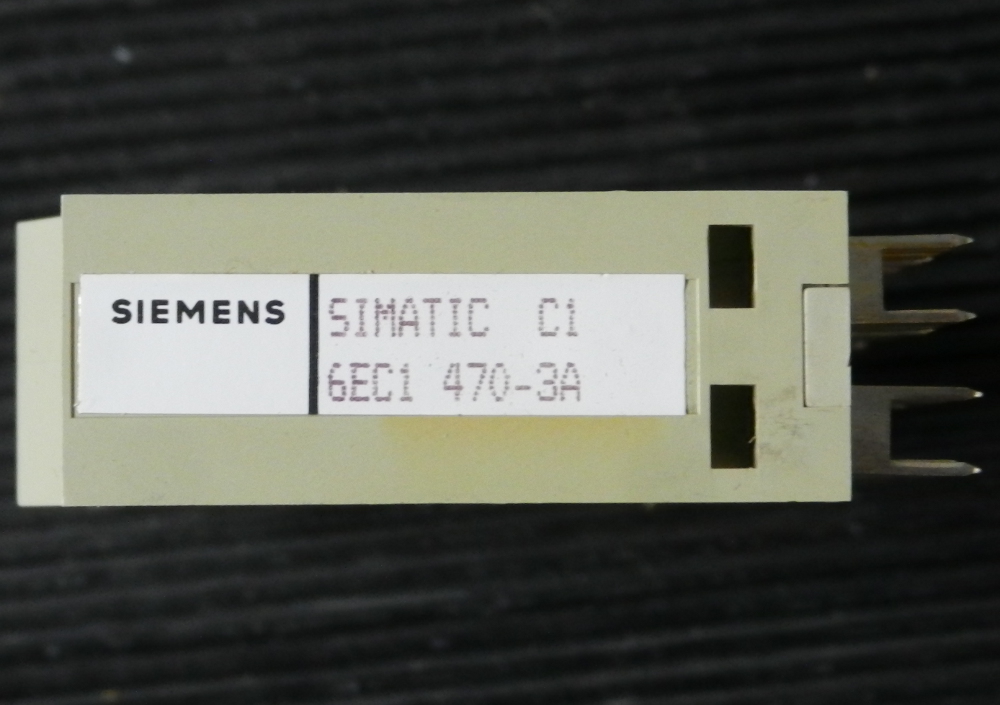 SIEMENS
SIMATIC C1
6EC1 470-3A